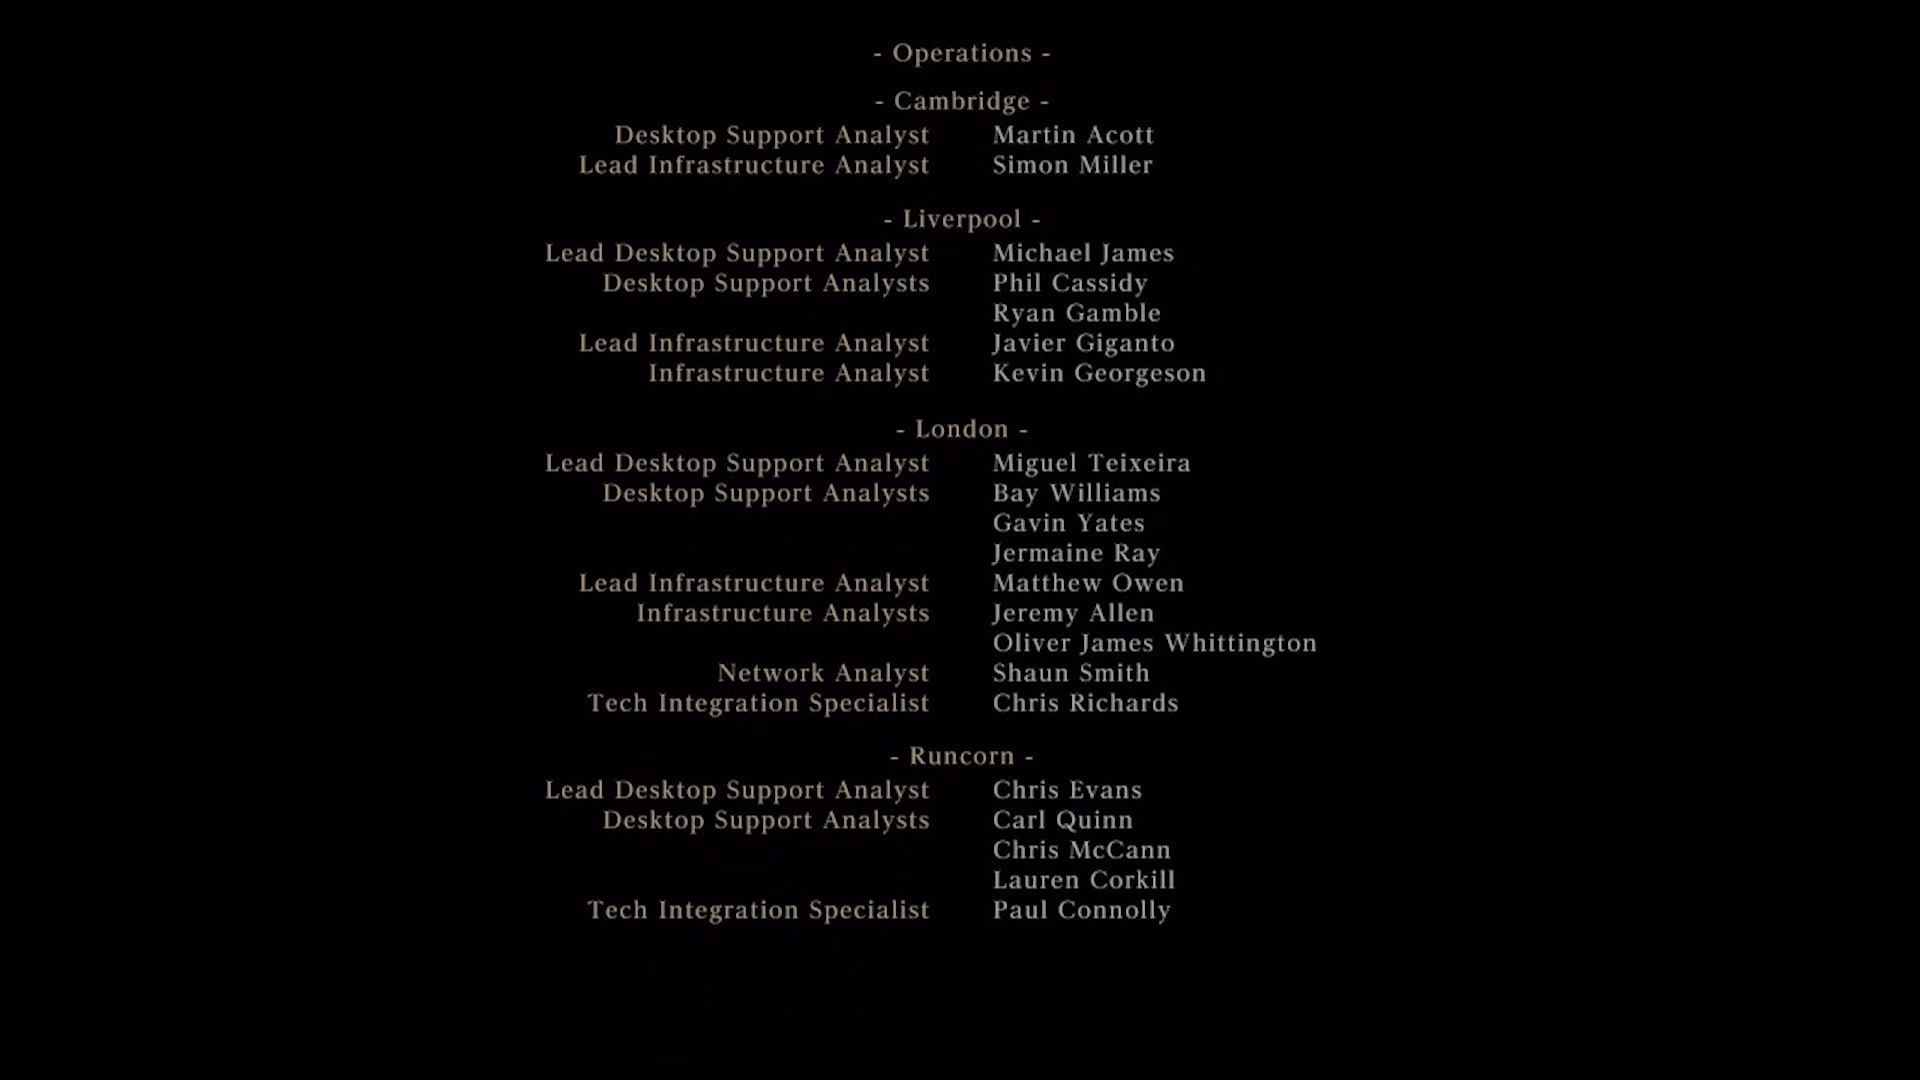 - Operations -
- Cambridge -
Desktop Support Analyst Martin Acott
Lead Infrastructure Analyst Simon Miller
- Liverpool -
Lead Desktop Support Analyst Michael James
Desktop Support Analysts Phil Cassidy
Ryan Gamble
Lead Infrastructure Analyst Javier Giganto
Infrastructure Analyst Kevin Georgeson
- London -
Lead Desktop Support Analyst Miguel Teixeira
Desktop Support Analysts Bay Williams
Gavin Yates
Jermaine Ray
Lead Infrastructure Analyst Matthew Owen
Infrastructure Analysts Jeremy Allen
Oliver James Whittington
Network Analyst Shaun Smith
Tech Integration Specialist Chris Richards
- Runcorn -
Lead Desktop Support Analyst Chris Evans
Desktop Support Analysts Carl Quinn
Chris McCann
Lauren Corkill
Tech Integration Specialist Paul Connolly